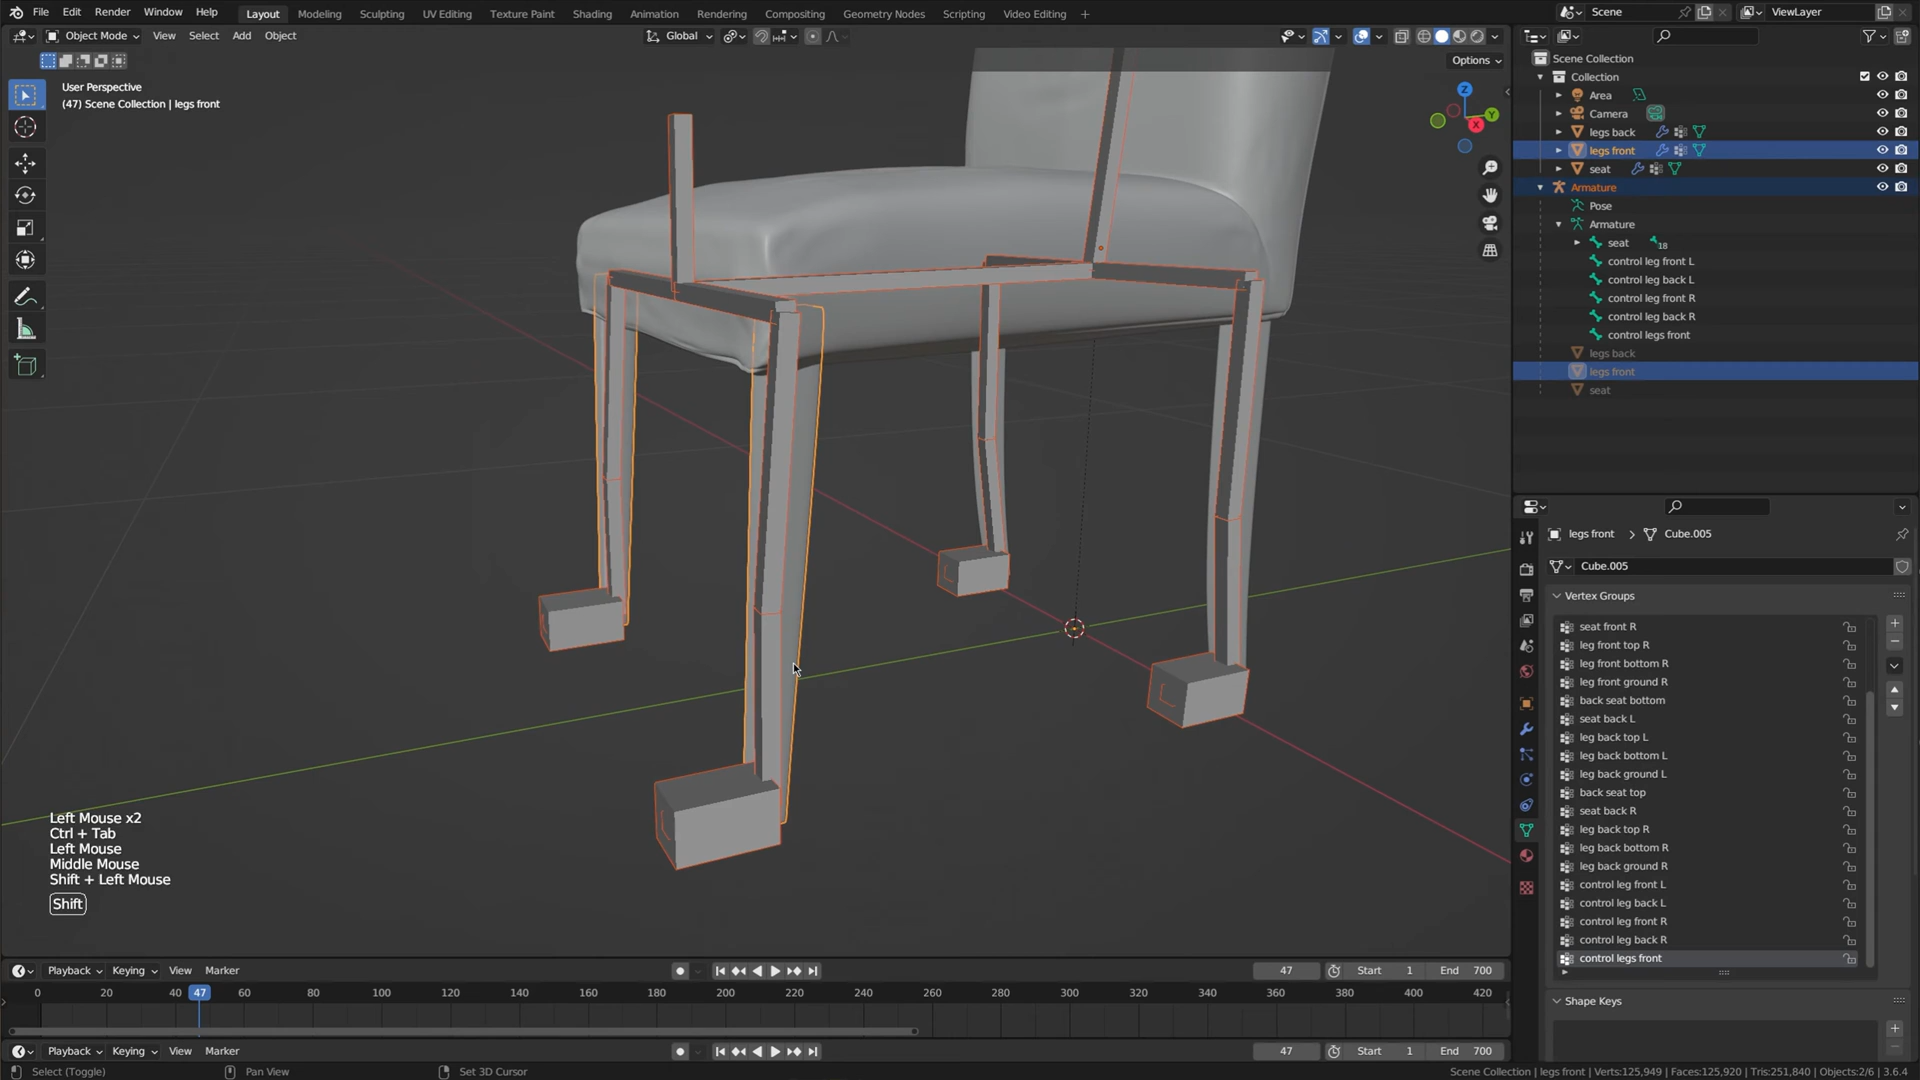 File Edit Render Window Help Layout Modeling Sculpting UV Editing Texture Paint Shading Animation Rendering Compositing Geometry Nodes Scripting Video Editing + Scene ViewLayer
Object Mode View Select Add Object Global
Options
User Perspective
(47) Scene Collection | legs front
Z
Y
X
Left Mouse x2
Ctrl + Tab
Left Mouse
Middle Mouse
Shift + Left Mouse
Shift
Scene Collection
Collection
Area
Camera
legs back
legs front
seat
Armature
Pose
Armature
seat 18
control leg front L
control leg back L
control leg front R
control leg back R
control legs front
legs back
legs front
seat
legs front > Cube.005
Cube.005
Vertex Groups
seat front R
leg front top R
leg front bottom R
leg front ground R
back seat bottom
seat back L
leg back top L
leg back bottom L
leg back ground L
back seat top
seat back R
leg back top R
leg back bottom R
leg back ground R
control leg front L
control leg back L
control leg front R
control leg back R
control legs front
Shape Keys
Playback Keying View Marker 47 Start 1 End 700
0 20 40 47 60 80 100 120 140 160 180 200 220 240 260 280 300 320 340 360 380 400 420
Playback Keying View Marker 47 Start 1 End 700
Select (Toggle) Pan View Set 3D Cursor Scene Collection | legs front | Verts:125,949 | Faces:125,920 | Tris:251,840 | Objects:2/6 | 3.6.4